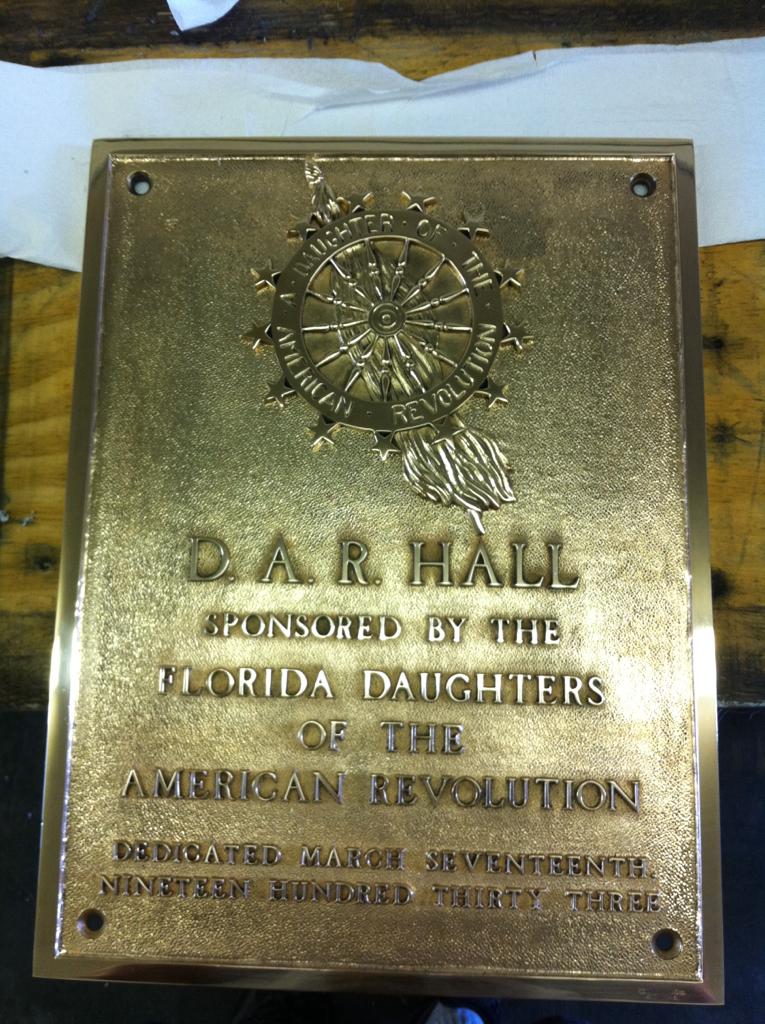 A DAUGHTER OF THE
AMERICAN REVOLUTION
D. A. R. HALL
SPONSORED BY THE
FLORIDA DAUGHTERS
OF THE
AMERICAN REVOLUTION
DEDICATED MARCH SEVENTEENTH,
NINETEEN HUNDRED THIRTY THREE